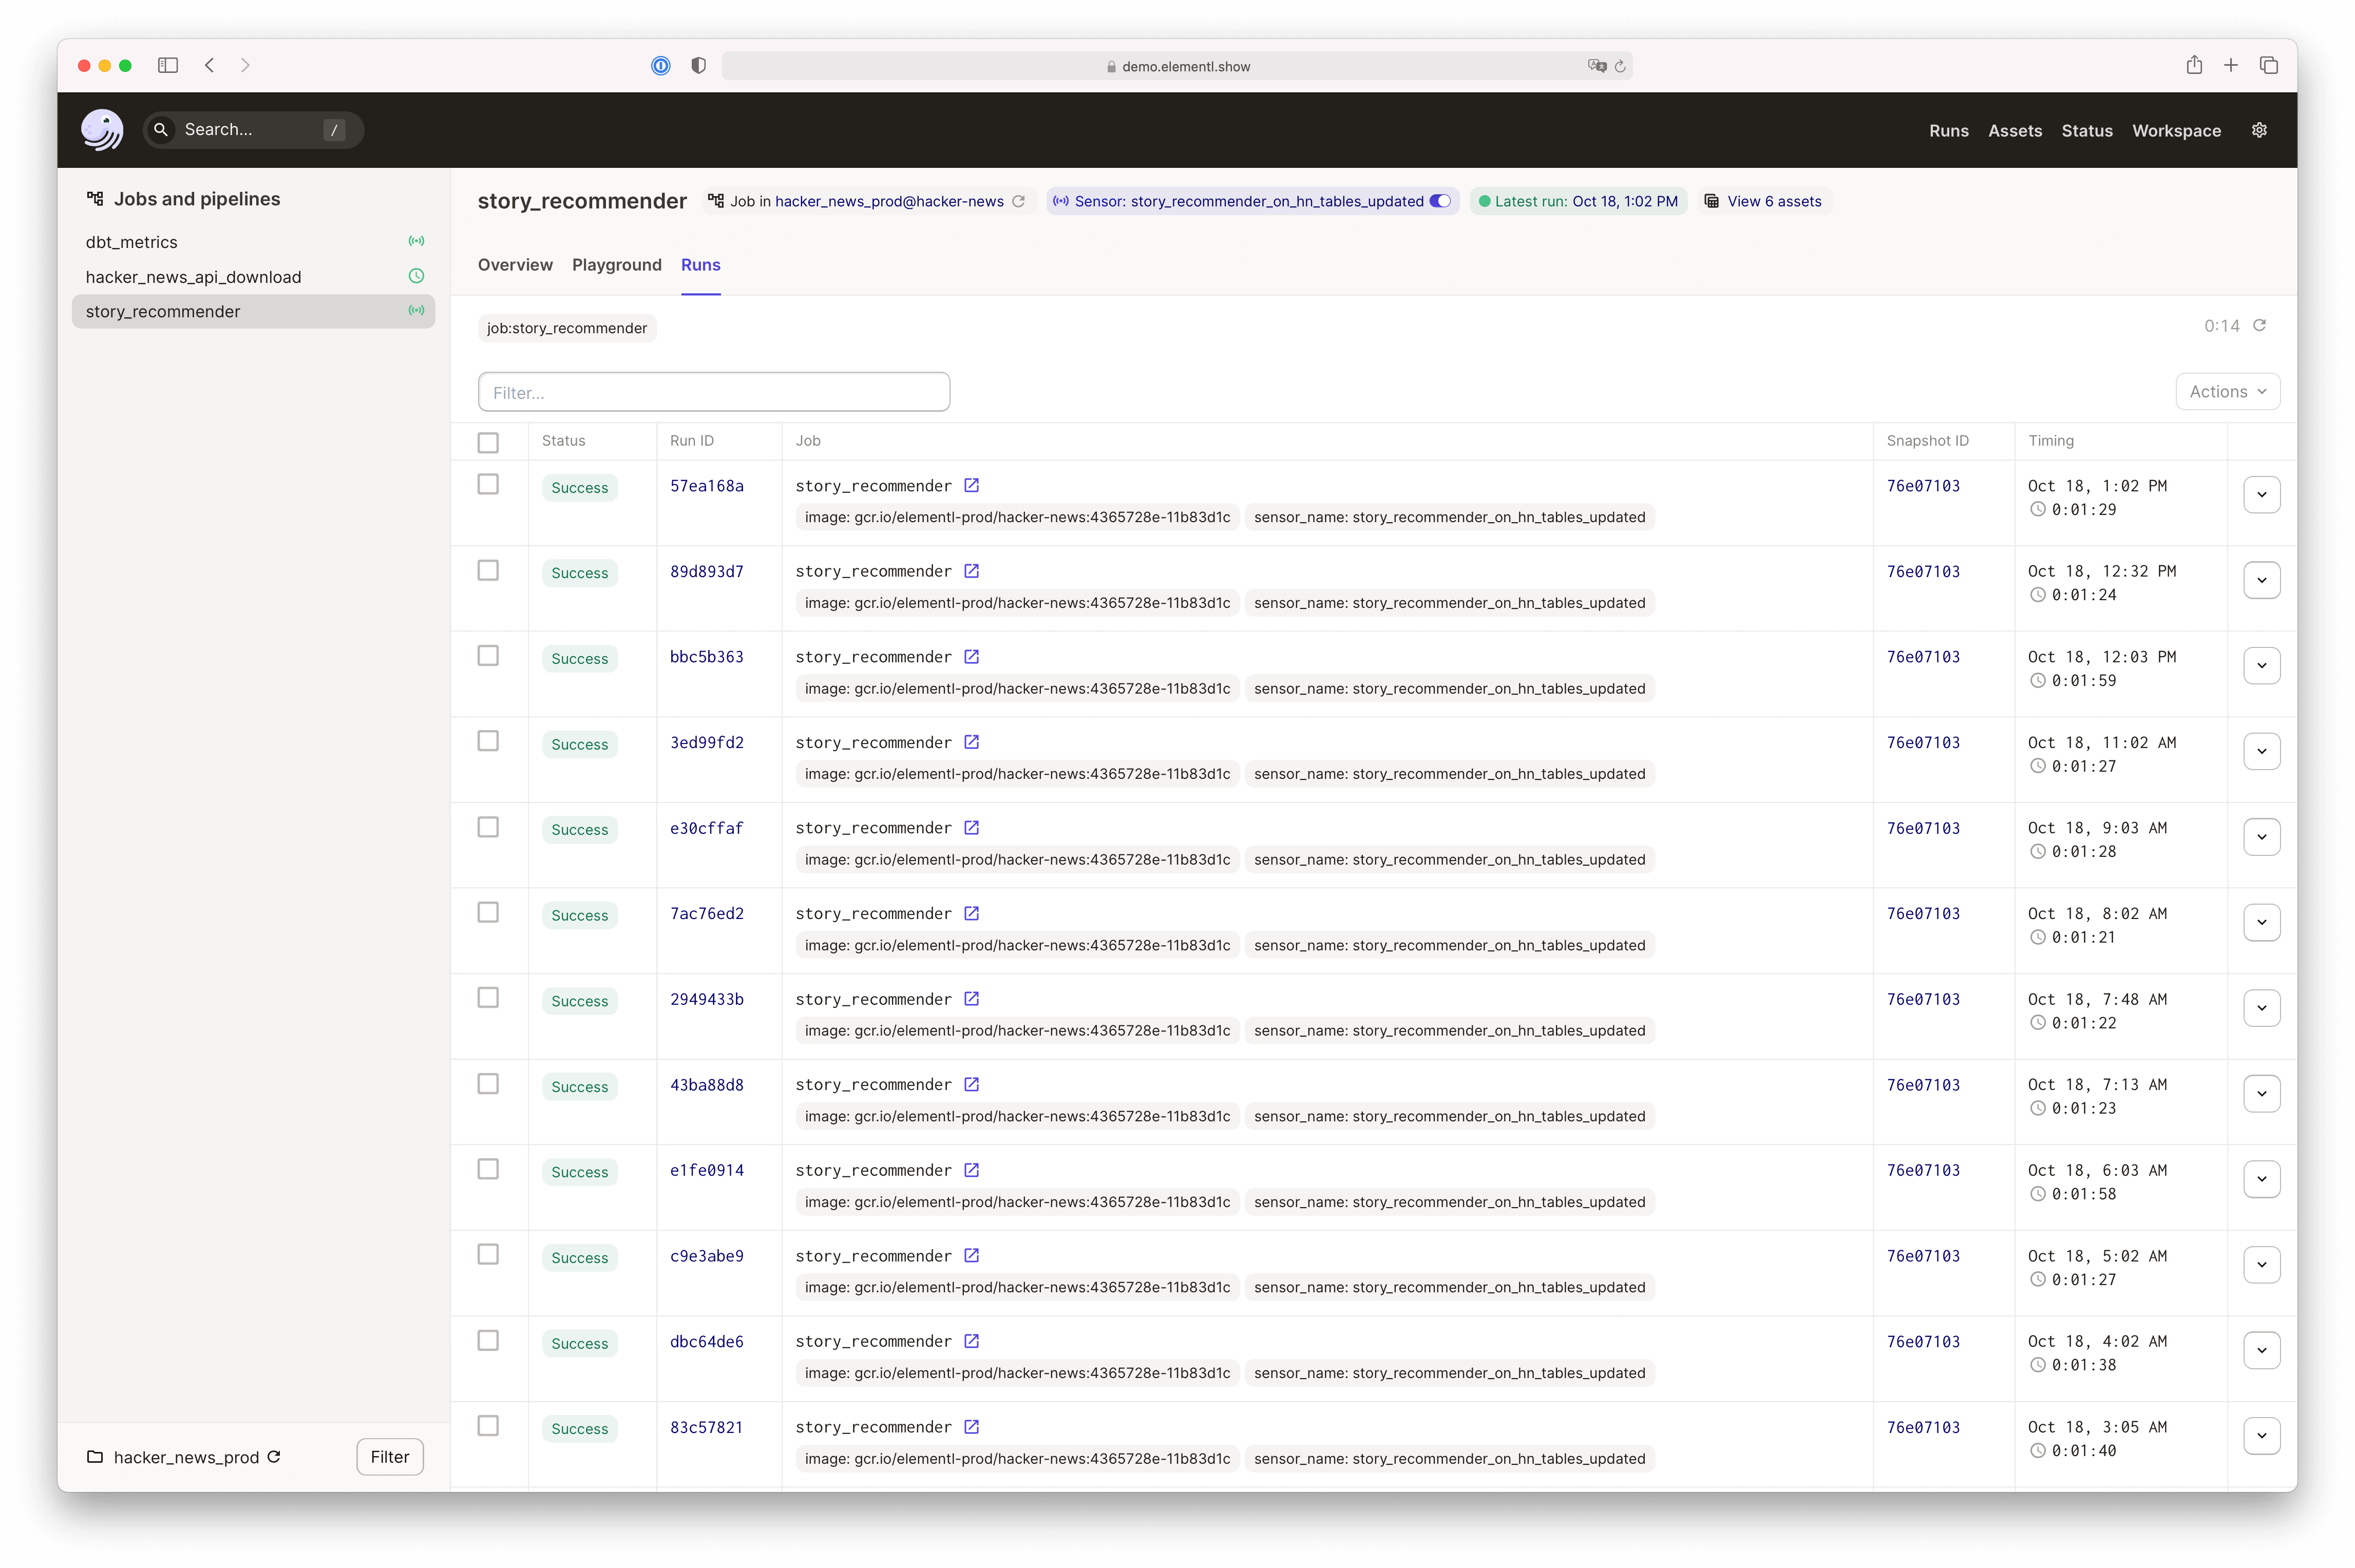 demo.elementl.show
Search... /
Runs Assets Status Workspace
Jobs and pipelines
dbt_metrics
hacker_news_api_download
story_recommender
story_recommender Job in hacker_news_prod@hacker-news Sensor: story_recommender_on_hn_tables_updated Latest run: Oct 18, 1:02 PM View 6 assets
Overview Playground Runs
job:story_recommender 0:14
Filter... Actions
Status Run ID Job Snapshot ID Timing
Success 57ea168a story_recommender 76e07103 Oct 18, 1:02 PM
image: gcr.io/elementl-prod/hacker-news:4365728e-11b83d1c sensor_name: story_recommender_on_hn_tables_updated 0:01:29
Success 89d893d7 story_recommender 76e07103 Oct 18, 12:32 PM
image: gcr.io/elementl-prod/hacker-news:4365728e-11b83d1c sensor_name: story_recommender_on_hn_tables_updated 0:01:24
Success bbc5b363 story_recommender 76e07103 Oct 18, 12:03 PM
image: gcr.io/elementl-prod/hacker-news:4365728e-11b83d1c sensor_name: story_recommender_on_hn_tables_updated 0:01:59
Success 3ed99fd2 story_recommender 76e07103 Oct 18, 11:02 AM
image: gcr.io/elementl-prod/hacker-news:4365728e-11b83d1c sensor_name: story_recommender_on_hn_tables_updated 0:01:27
Success e30cffaf story_recommender 76e07103 Oct 18, 9:03 AM
image: gcr.io/elementl-prod/hacker-news:4365728e-11b83d1c sensor_name: story_recommender_on_hn_tables_updated 0:01:28
Success 7ac76ed2 story_recommender 76e07103 Oct 18, 8:02 AM
image: gcr.io/elementl-prod/hacker-news:4365728e-11b83d1c sensor_name: story_recommender_on_hn_tables_updated 0:01:21
Success 2949433b story_recommender 76e07103 Oct 18, 7:48 AM
image: gcr.io/elementl-prod/hacker-news:4365728e-11b83d1c sensor_name: story_recommender_on_hn_tables_updated 0:01:22
Success 43ba88d8 story_recommender 76e07103 Oct 18, 7:13 AM
image: gcr.io/elementl-prod/hacker-news:4365728e-11b83d1c sensor_name: story_recommender_on_hn_tables_updated 0:01:23
Success e1fe0914 story_recommender 76e07103 Oct 18, 6:03 AM
image: gcr.io/elementl-prod/hacker-news:4365728e-11b83d1c sensor_name: story_recommender_on_hn_tables_updated 0:01:58
Success c9e3abe9 story_recommender 76e07103 Oct 18, 5:02 AM
image: gcr.io/elementl-prod/hacker-news:4365728e-11b83d1c sensor_name: story_recommender_on_hn_tables_updated 0:01:27
Success dbc64de6 story_recommender 76e07103 Oct 18, 4:02 AM
image: gcr.io/elementl-prod/hacker-news:4365728e-11b83d1c sensor_name: story_recommender_on_hn_tables_updated 0:01:38
Success 83c57821 story_recommender 76e07103 Oct 18, 3:05 AM
image: gcr.io/elementl-prod/hacker-news:4365728e-11b83d1c sensor_name: story_recommender_on_hn_tables_updated 0:01:40
hacker_news_prod Filter